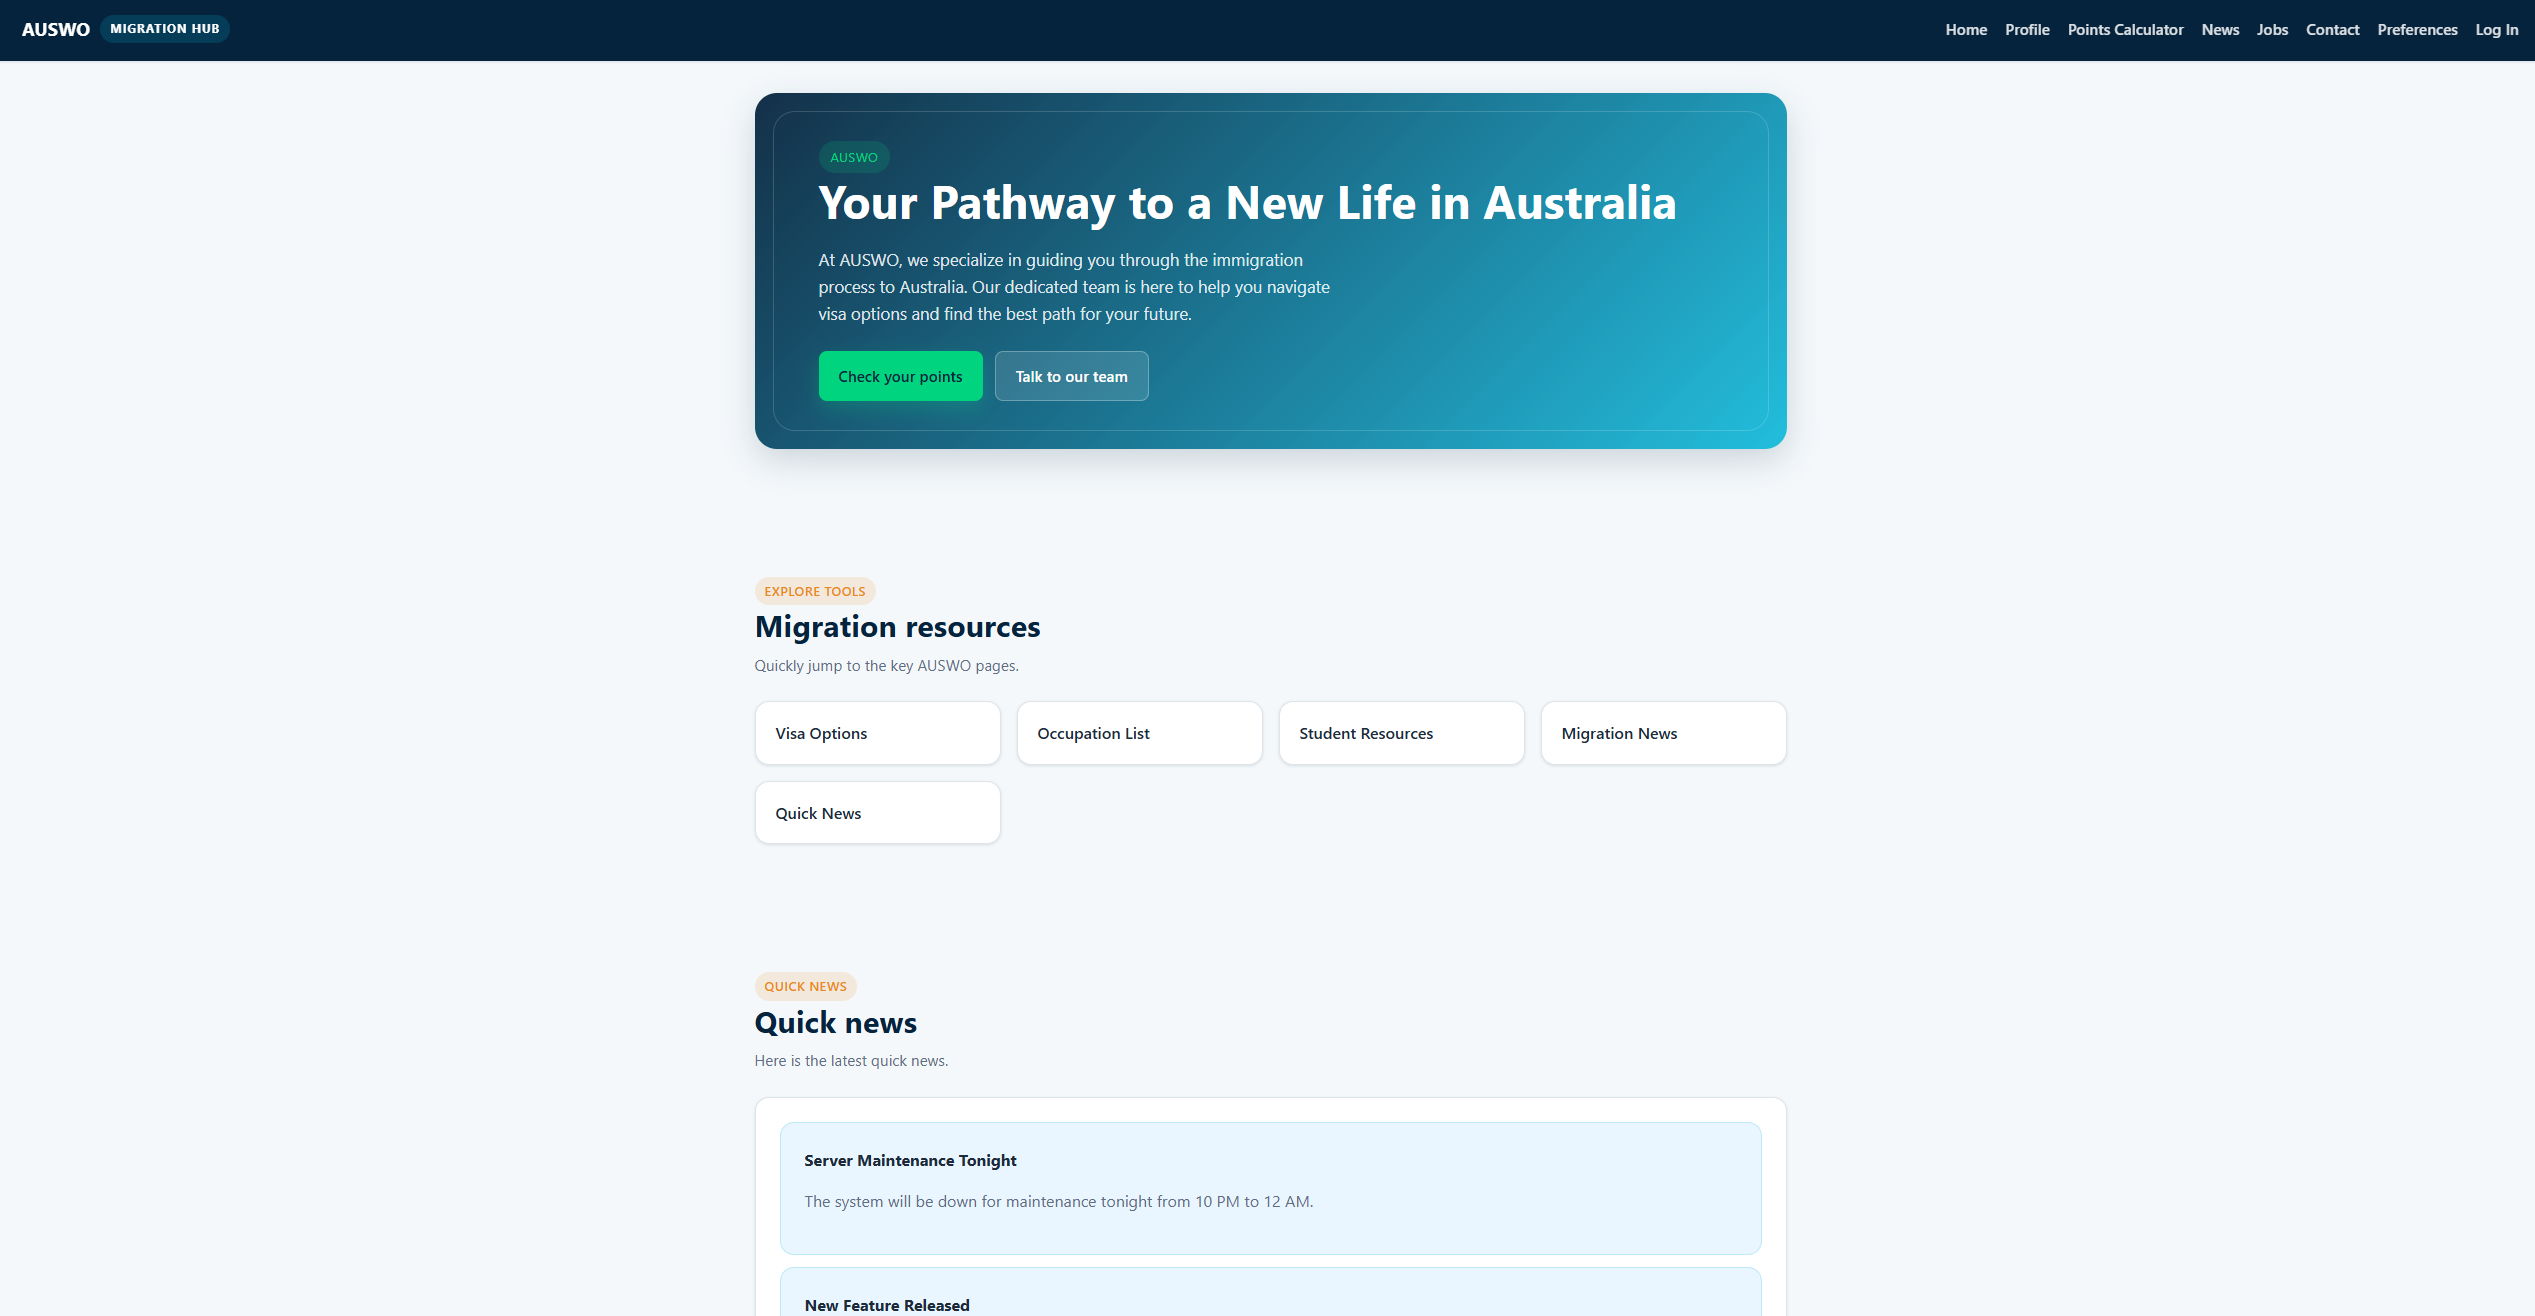 AUSWO MIGRATION HUB Home Profile Points Calculator News Jobs Contact Preferences Log In
AUSWO
Your Pathway to a New Life in Australia
At AUSWO, we specialize in guiding you through the immigration
process to Australia. Our dedicated team is here to help you navigate
visa options and find the best path for your future.
Check your points Talk to our team
EXPLORE TOOLS
Migration resources
Quickly jump to the key AUSWO pages.
Visa Options Occupation List Student Resources Migration News
Quick News
QUICK NEWS
Quick news
Here is the latest quick news.
Server Maintenance Tonight
The system will be down for maintenance tonight from 10 PM to 12 AM.
New Feature Released